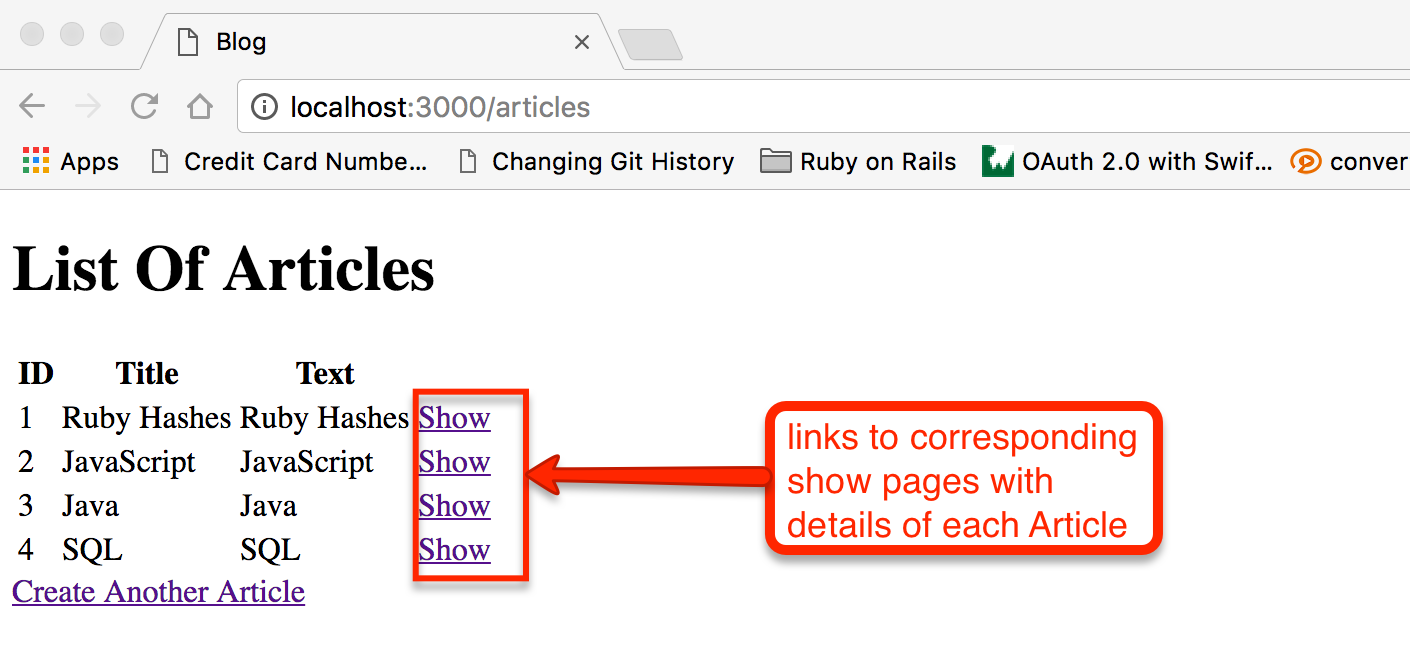 Blog
localhost:3000/articles
Apps Credit Card Numbe... Changing Git History Ruby on Rails OAuth 2.0 with Swif... conver
List Of Articles
ID Title Text
1 Ruby Hashes Ruby Hashes Show
2 JavaScript JavaScript Show
3 Java Java Show
4 SQL SQL Show
Create Another Article
links to corresponding
show pages with
details of each Article